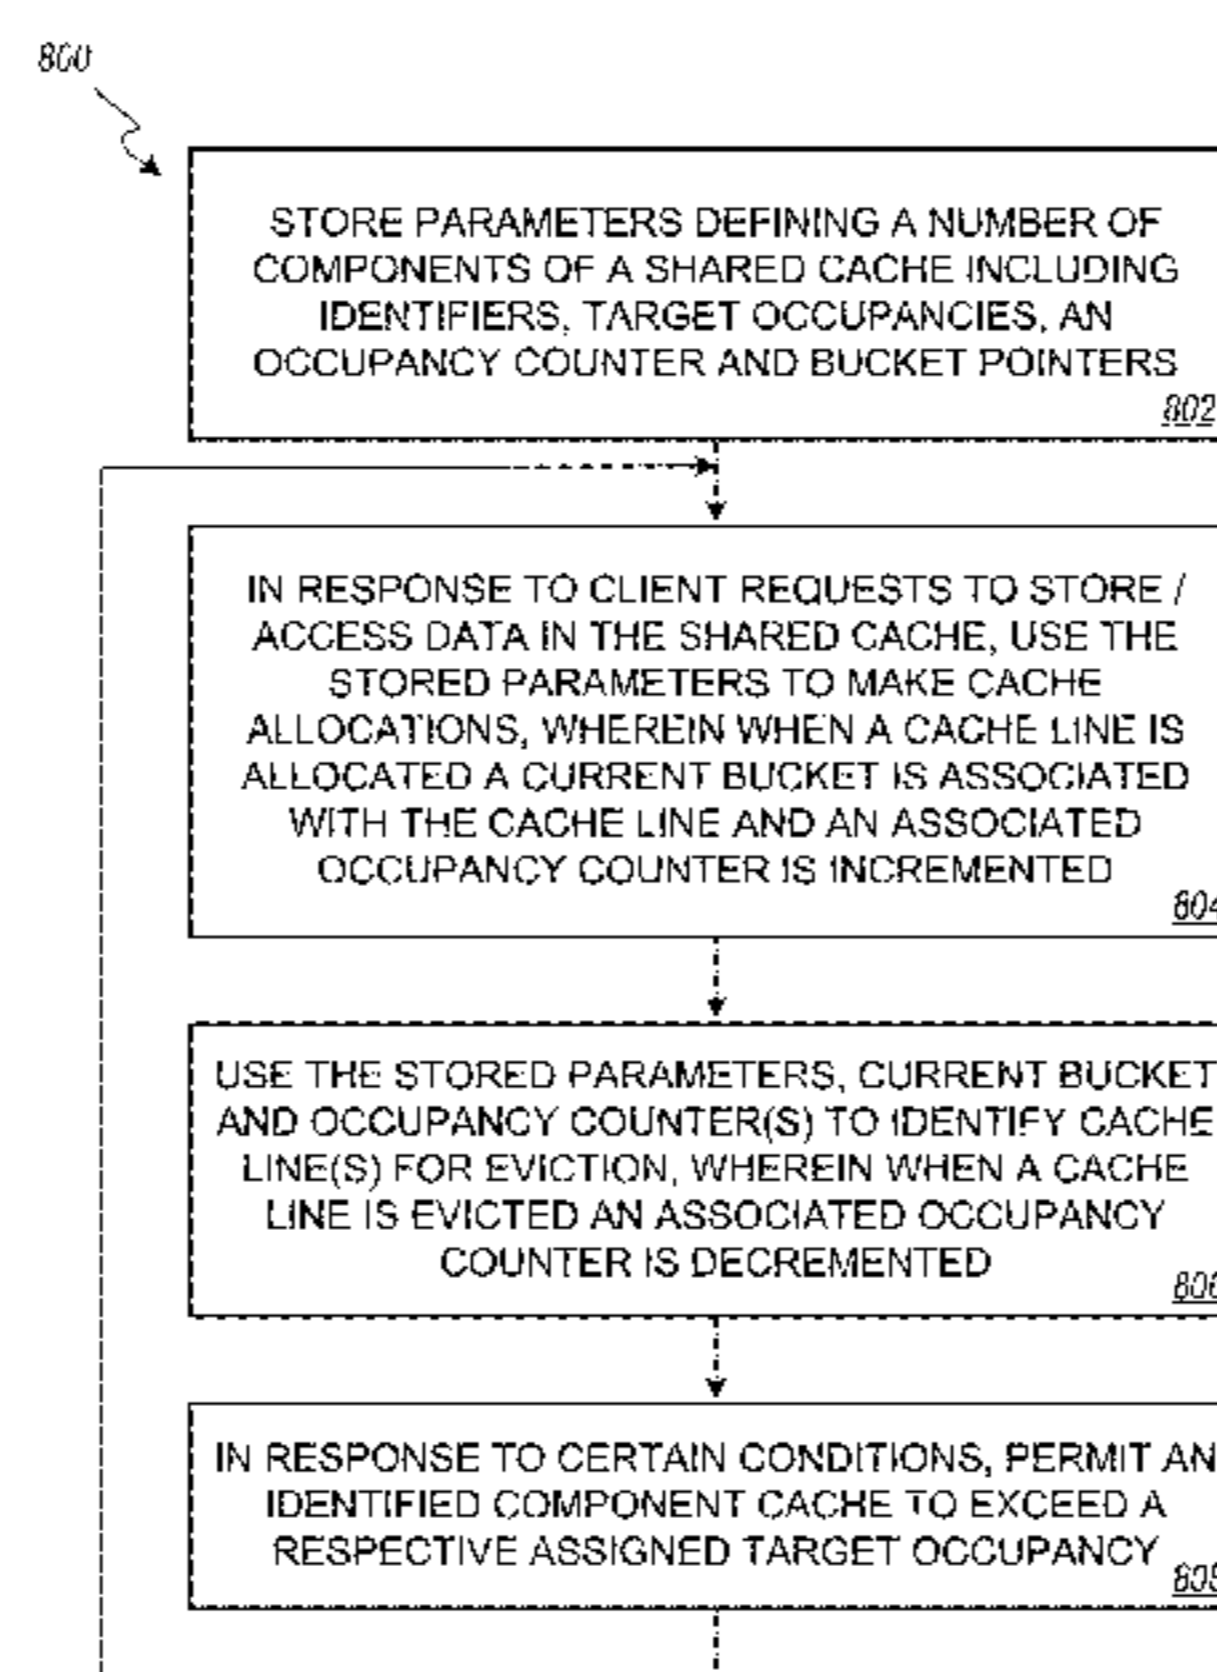 800
STORE PARAMETERS DEFINING A NUMBER OF
COMPONENTS OF A SHARED CACHE INCLUDING
IDENTIFIERS, TARGET OCCUPANCIES, AN
OCCUPANCY COUNTER AND BUCKET POINTERS
802
IN RESPONSE TO CLIENT REQUESTS TO STORE /
ACCESS DATA IN THE SHARED CACHE, USE THE
STORED PARAMETERS TO MAKE CACHE
ALLOCATIONS, WHEREIN WHEN A CACHE LINE IS
ALLOCATED A CURRENT BUCKET IS ASSOCIATED
WITH THE CACHE LINE AND AN ASSOCIATED
OCCUPANCY COUNTER IS INCREMENTED
804
USE THE STORED PARAMETERS, CURRENT BUCKET
AND OCCUPANCY COUNTER(S) TO IDENTIFY CACHE
LINE(S) FOR EVICTION, WHEREIN WHEN A CACHE
LINE IS EVICTED AN ASSOCIATED OCCUPANCY
COUNTER IS DECREMENTED
806
IN RESPONSE TO CERTAIN CONDITIONS, PERMIT AN
IDENTIFIED COMPONENT CACHE TO EXCEED A
RESPECTIVE ASSIGNED TARGET OCCUPANCY